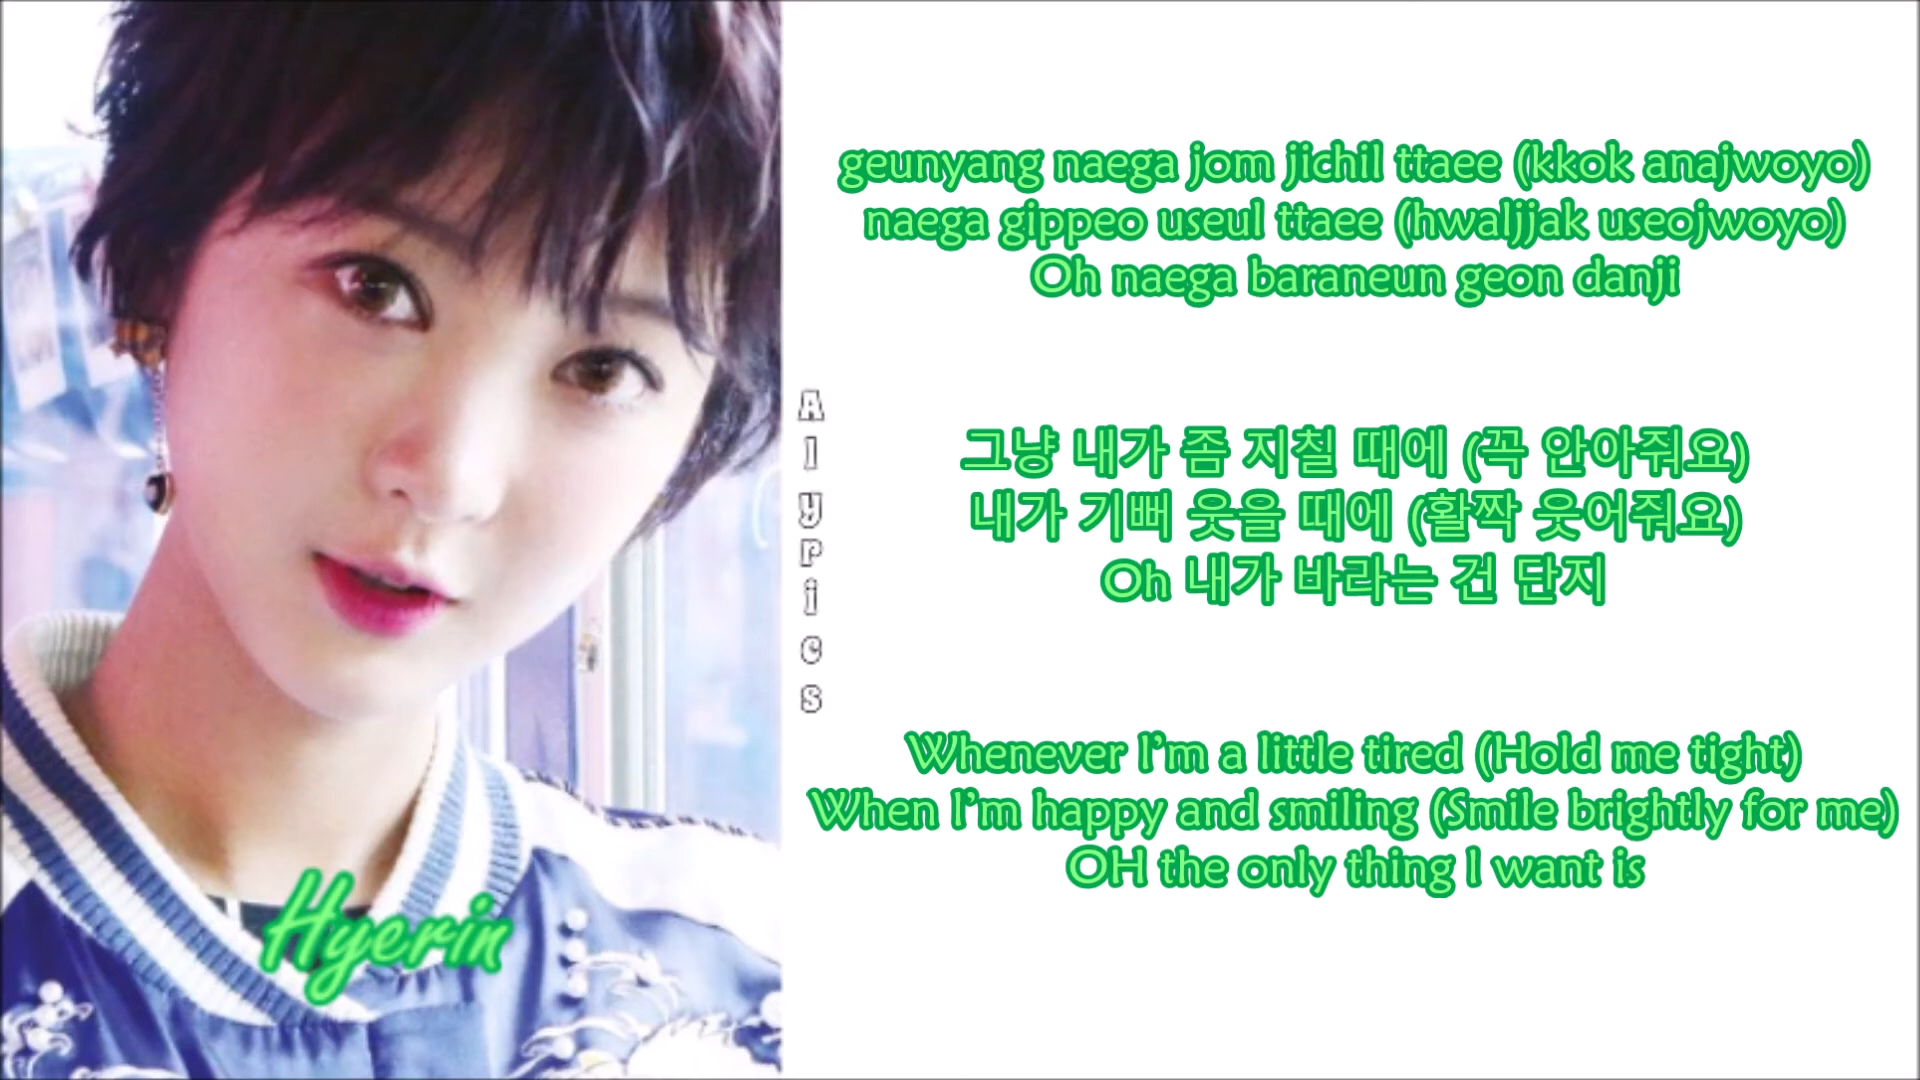 geunyang naega jom jichil ttaee (kkok anajwoyo)
naega gippeo useul ttaee (hwaljjak useojwoyo)
Oh naega baraneun geon danji
그냥 내가 좀 지칠 때에 (꼭 안아줘요)
내가 기뻐 웃을 때에 (활짝 웃어줘요)
Oh 내가 바라는 건 단지
Whenever I'm a little tired (Hold me tight)
When I'm happy and smiling (Smile brightly for me)
OH the only thing I want is
Alypics
Hyerin